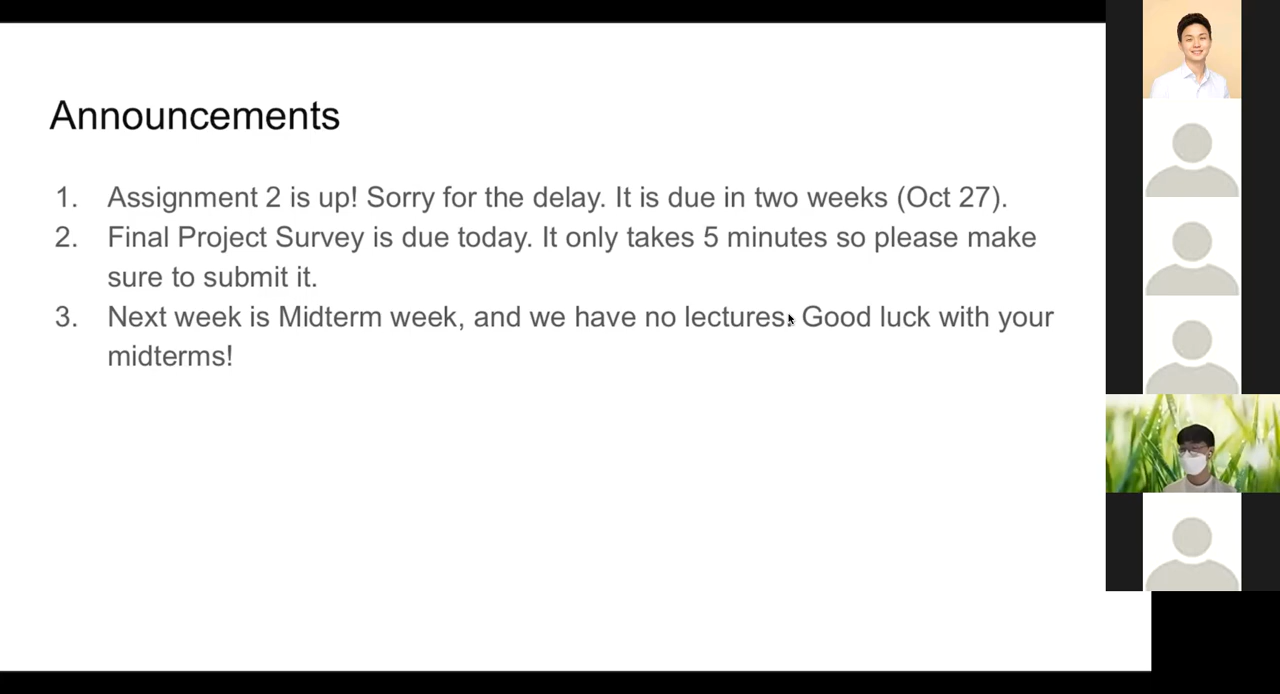 Announcements
1. Assignment 2 is up! Sorry for the delay. It is due in two weeks (Oct 27).
2. Final Project Survey is due today. It only takes 5 minutes so please make
sure to submit it.
3. Next week is Midterm week, and we have no lectures. Good luck with your
midterms!